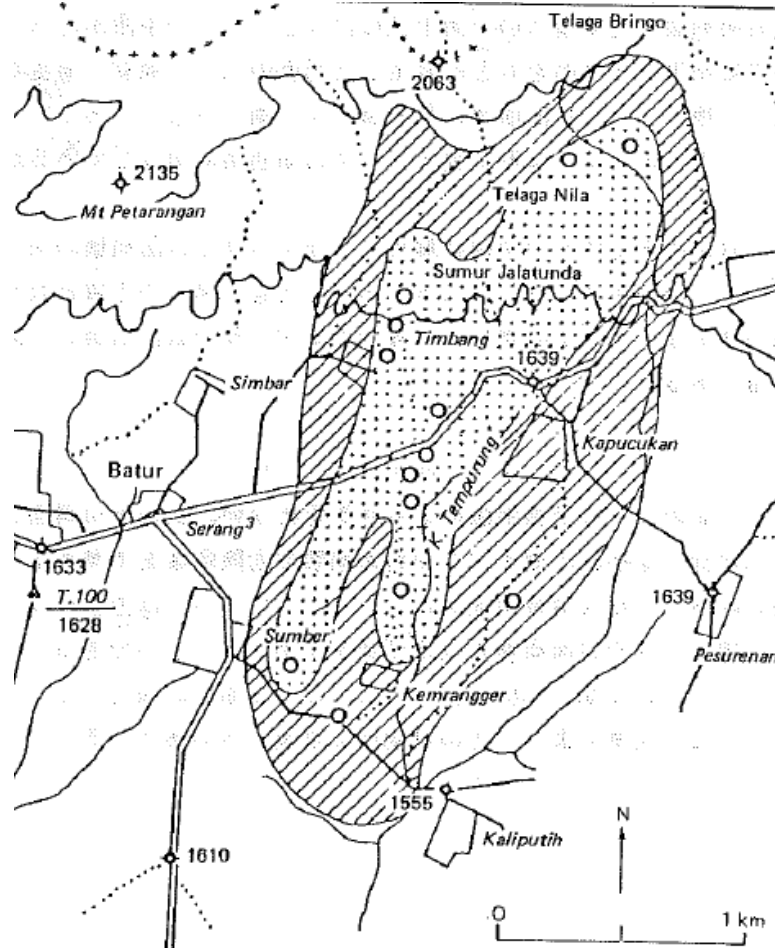 Telaga Bringo
2063
2135
Mt Petarangan
Telaga Nila
Sumur Jalatunda
Timbang
1639
Simbar
Kapucukan
Batur
K. Tempurung
Serang³
1633
T.100
1628
1639
Sumber
Pesurenan
Kemrangger
1555
N
Kaliputih
1610
0
1 km